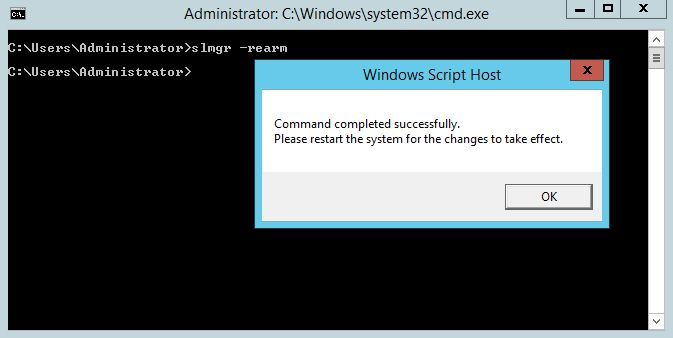 Administrator: C:\Windows\system32\cmd.exe
C:\Users\Administrator>slmgr -rearm
C:\Users\Administrator>
Windows Script Host
Command completed successfully.
Please restart the system for the changes to take effect.
OK